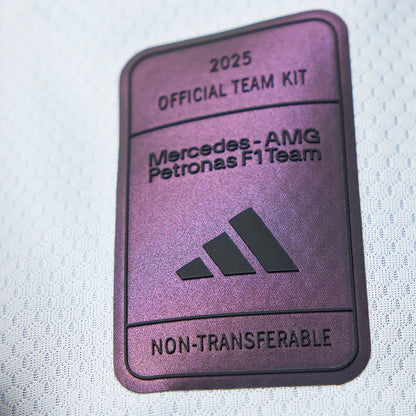 2025
OFFICIAL TEAM KIT
Mercedes-AMG
Petronas F1 Team
NON-TRANSFERABLE